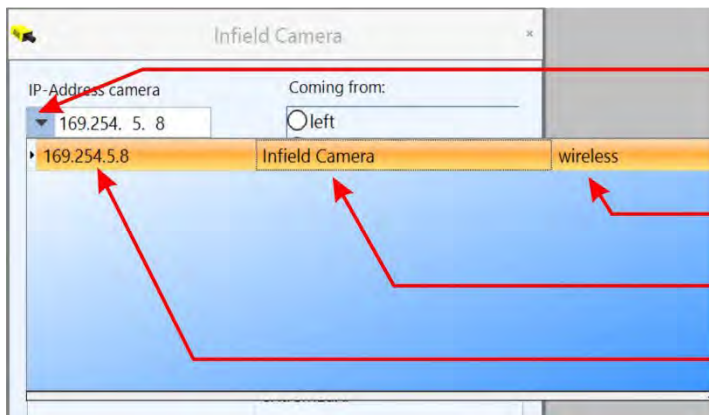 Infield Camera
IP-Address camera
Coming from:
169.254. 5. 8
left
169.254.5.8 Infield Camera wireless